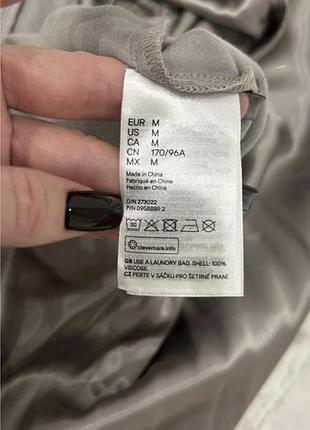 EUR M
US M
CA M
CN 170/96A
MX M
Made in China
Fabriqué en Chine
Hecho en China
O/N 273022
P/N 0958889 2
30
clevercare.info
GB USE A LAUNDRY BAG, SHELL: 100%
VISCOSE.
CZ PERTE V SÁČKU PRO ŠETRNÉ PRANÍ.